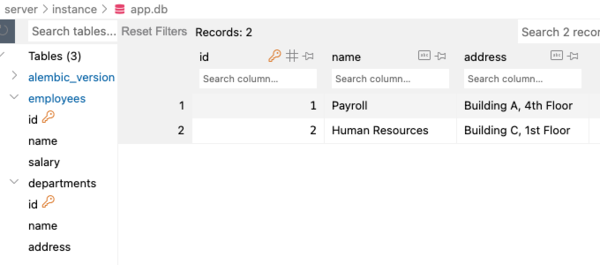 server > instance > app.db
Search tables...
Reset Filters
Records: 2
Search 2 recor
Tables (3)
alembic_version
employees
id
name
salary
departments
id
name
address
id
name
address
Search column...
Search column...
Search column...
1
1
Payroll
Building A, 4th Floor
2
2
Human Resources
Building C, 1st Floor